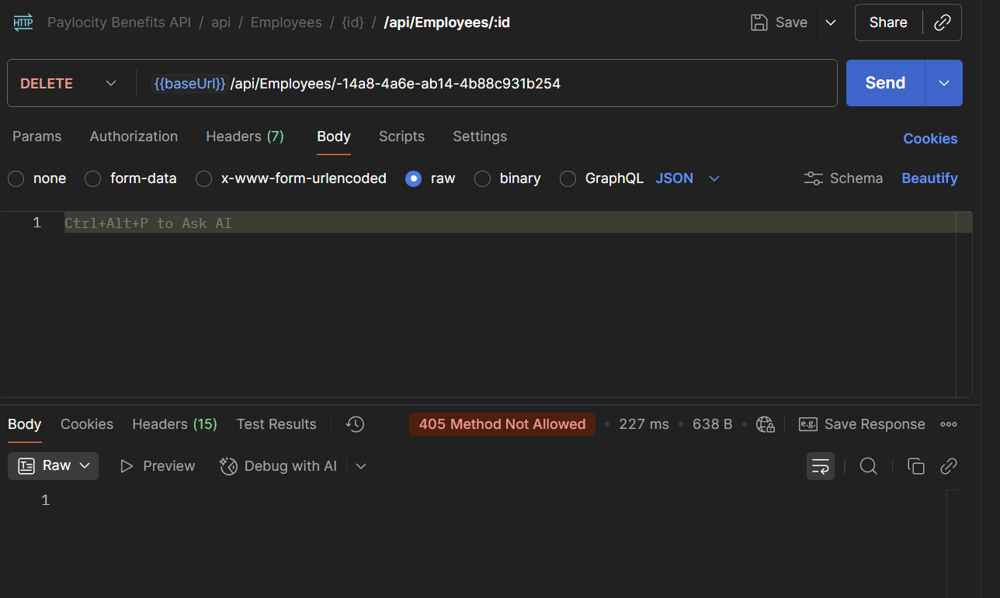 HTTP Paylocity Benefits API / api / Employees / {id} / /api/Employees/:id Save Share
DELETE {{baseUrl}} /api/Employees/-14a8-4a6e-ab14-4b88c931b254 Send
Params Authorization Headers (7) Body Scripts Settings Cookies
none form-data x-www-form-urlencoded raw binary GraphQL JSON Schema Beautify
1 Ctrl+Alt+P to Ask AI
Body Cookies Headers (15) Test Results 405 Method Not Allowed • 227 ms • 638 B • e.g. Save Response
Raw Preview Debug with AI
1